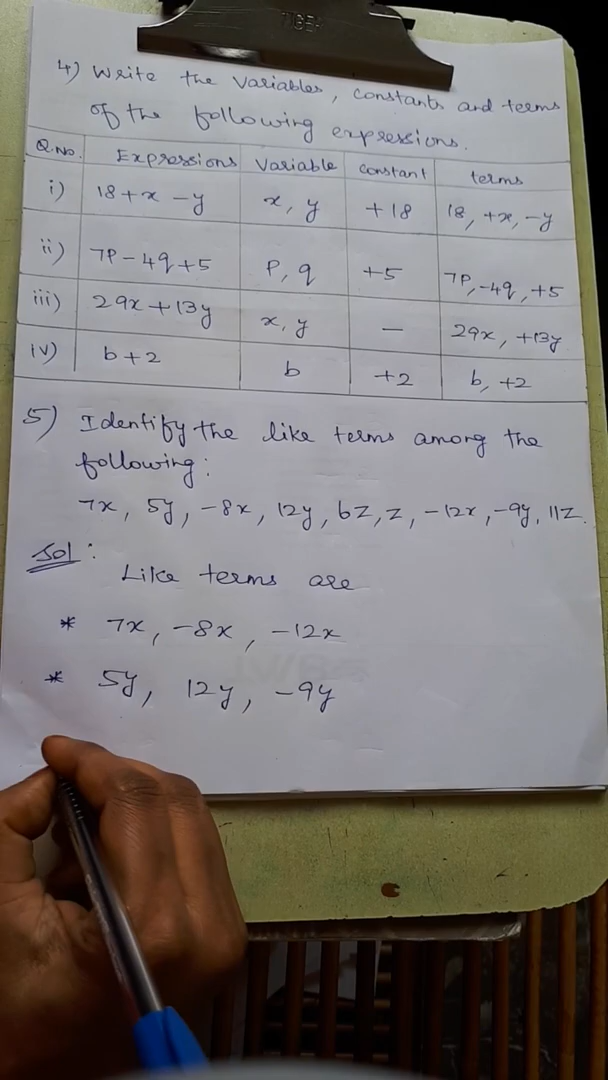 4) Write the variables, constants and terms
of the following expressions.
Q.No. Expressions Variable constant terms
i) 18+x-y x, y +18 18, +x, -y
ii) 7P-4q+5 P, q +5 7P, -4q, +5
iii) 29x+13y x, y — 29x, +13y
iv) b+2 b +2 b, +2
5) Identify the like terms among the
following:
7x, 5y, -8x, 12y, 6z, z, -12x, -9y, 11z.
Sol:
Like terms are
* 7x, -8x, -12x
* 5y, 12y, -9y